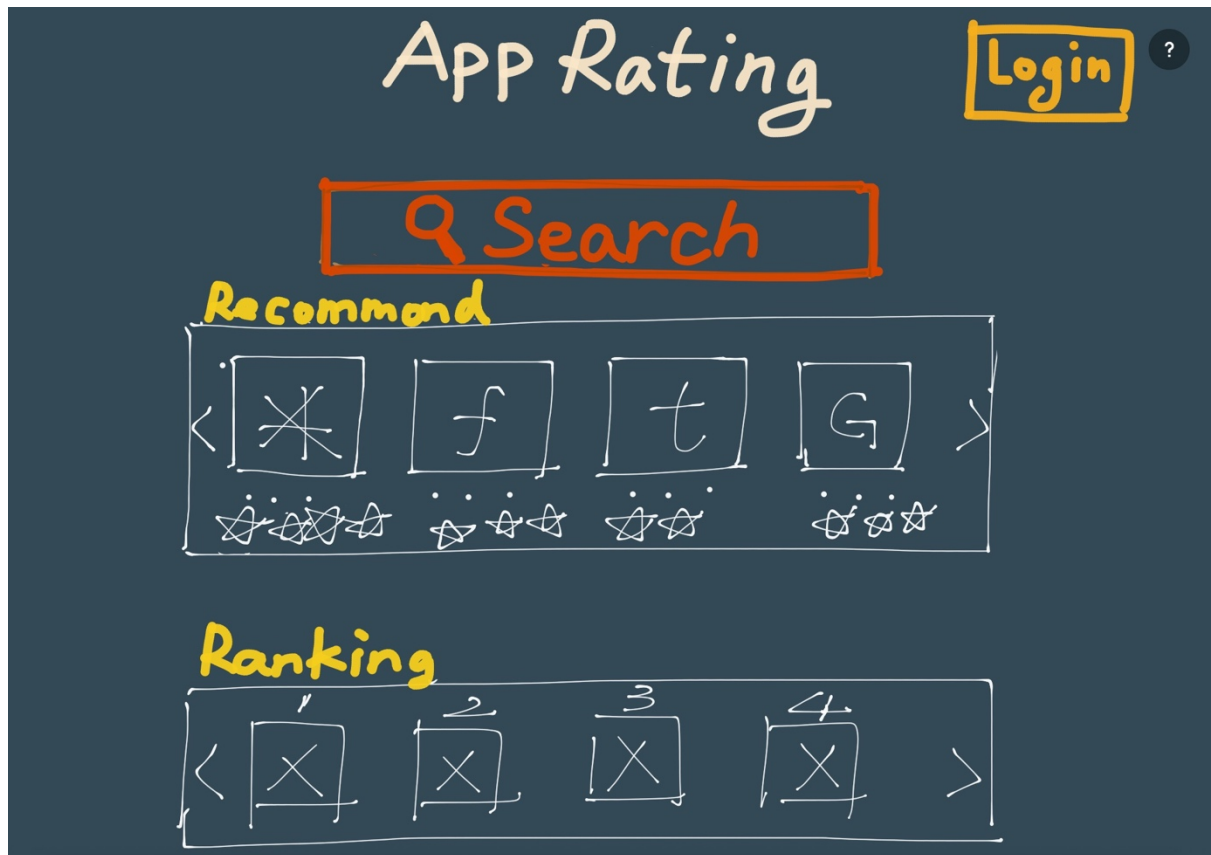 App Rating
Login
?
Search
Recommond
< f t G >
Ranking
1 2 3 4
< X X X X >